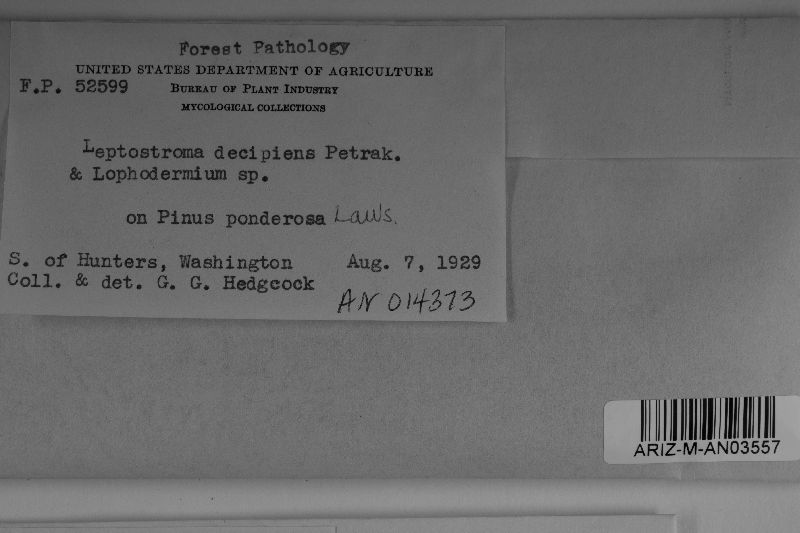 Forest Pathology
UNITED STATES DEPARTMENT OF AGRICULTURE
F.P. 52599 BUREAU OF PLANT INDUSTRY
MYCOLOGICAL COLLECTIONS
Leptostroma decipiens Petrak.
& Lophodermium sp.
on Pinus ponderosa Laws.
S. of Hunters, Washington Aug. 7, 1929
Coll. & det. G. G. Hedgcock
AN 014373
ARIZ-M-AN03557